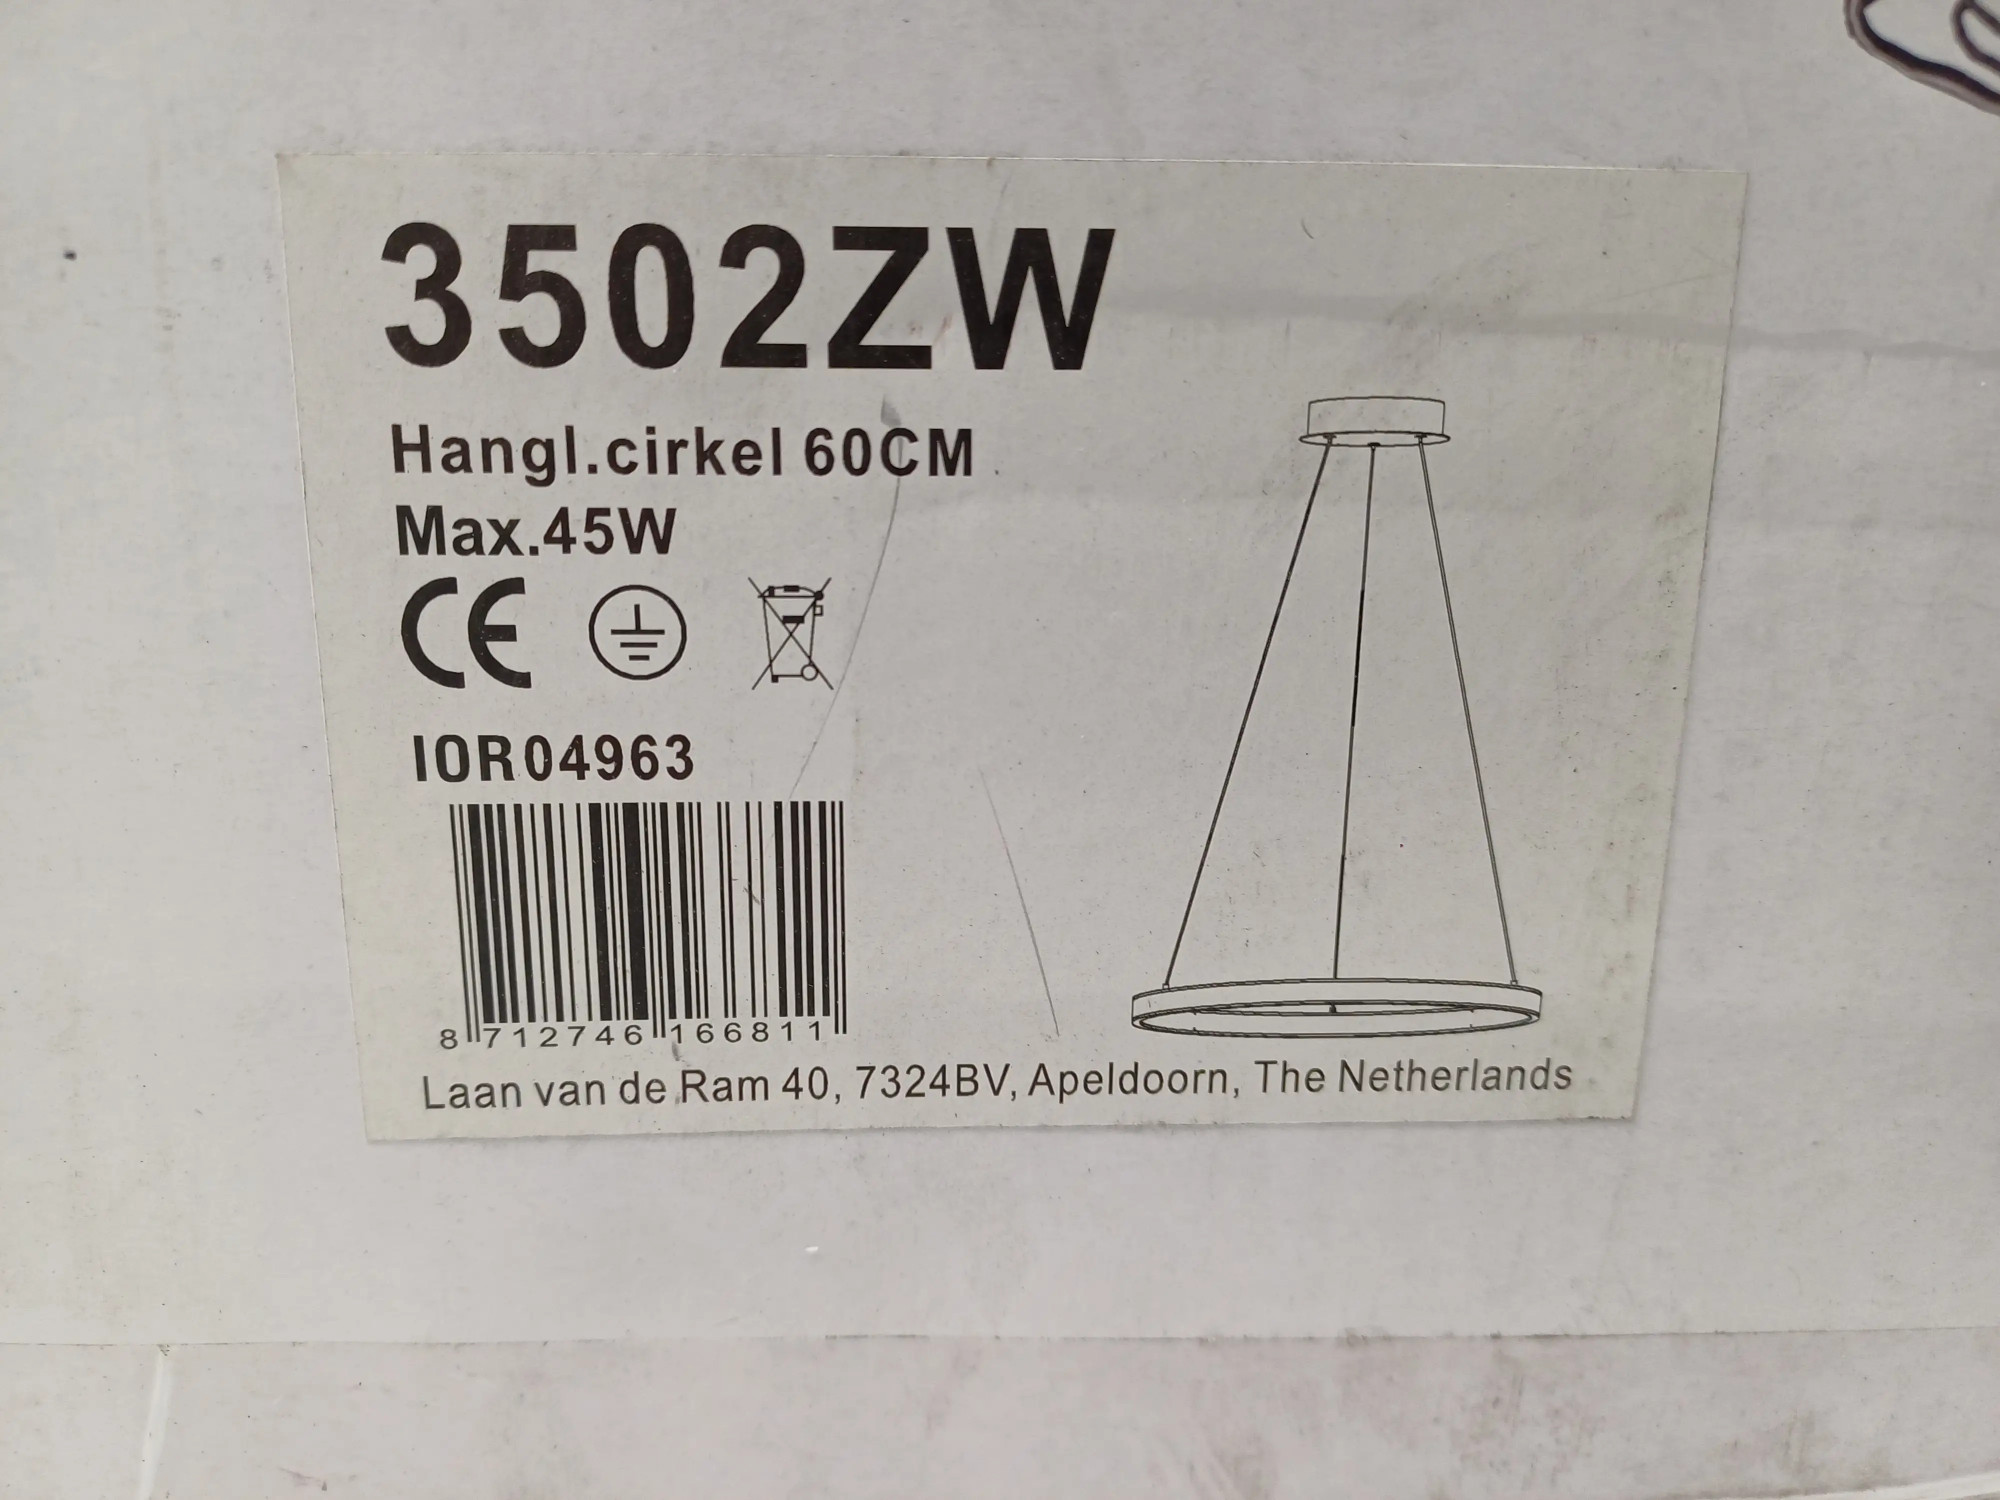 3502ZW
Hangl.cirkel 60CM
Max.45W
CE
IOR04963
8 712746 166811
Laan van de Ram 40, 7324BV, Apeldoorn, The Netherlands